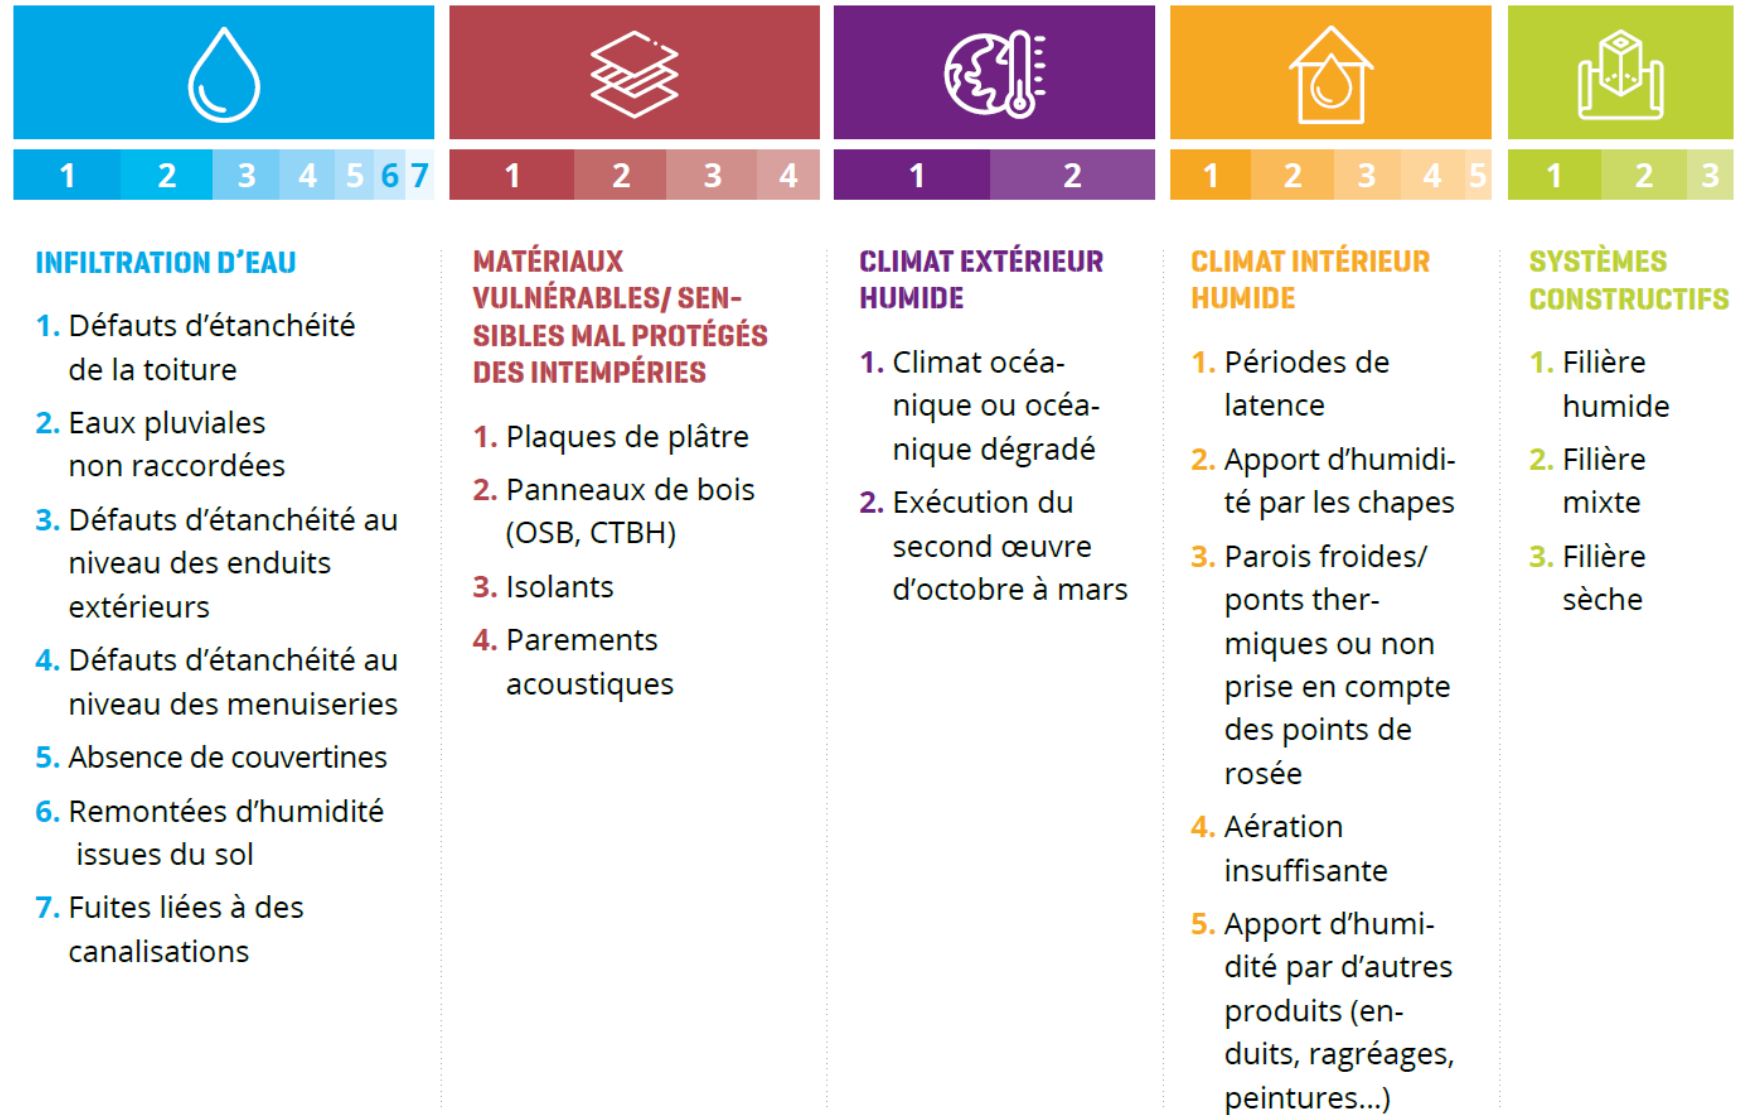 1 2 3 4 5 6 7
1 2 3 4
1 2
1 2 3 4 5
1 2 3
INFILTRATION D'EAU
1. Défauts d'étanchéité
de la toiture
2. Eaux pluviales
non raccordées
3. Défauts d'étanchéité au
niveau des enduits
extérieurs
4. Défauts d'étanchéité au
niveau des menuiseries
5. Absence de couvertines
6. Remontées d'humidité
issues du sol
7. Fuites liées à des
canalisations
MATÉRIAUX
VULNÉRABLES/ SEN-
SIBLES MAL PROTÉGÉS
DES INTEMPÉRIES
1. Plaques de plâtre
2. Panneaux de bois
(OSB, CTBH)
3. Isolants
4. Parements
acoustiques
CLIMAT EXTÉRIEUR
HUMIDE
1. Climat océa-
nique ou océa-
nique dégradé
2. Exécution du
second œuvre
d'octobre à mars
CLIMAT INTÉRIEUR
HUMIDE
1. Périodes de
latence
2. Apport d'humidi-
té par les chapes
3. Parois froides/
ponts ther-
miques ou non
prise en compte
des points de
rosée
4. Aération
insuffisante
5. Apport d'humi-
dité par d'autres
produits (en-
duits, ragréages,
peintures...)
SYSTÈMES
CONSTRUCTIFS
1. Filière
humide
2. Filière
mixte
3. Filière
sèche